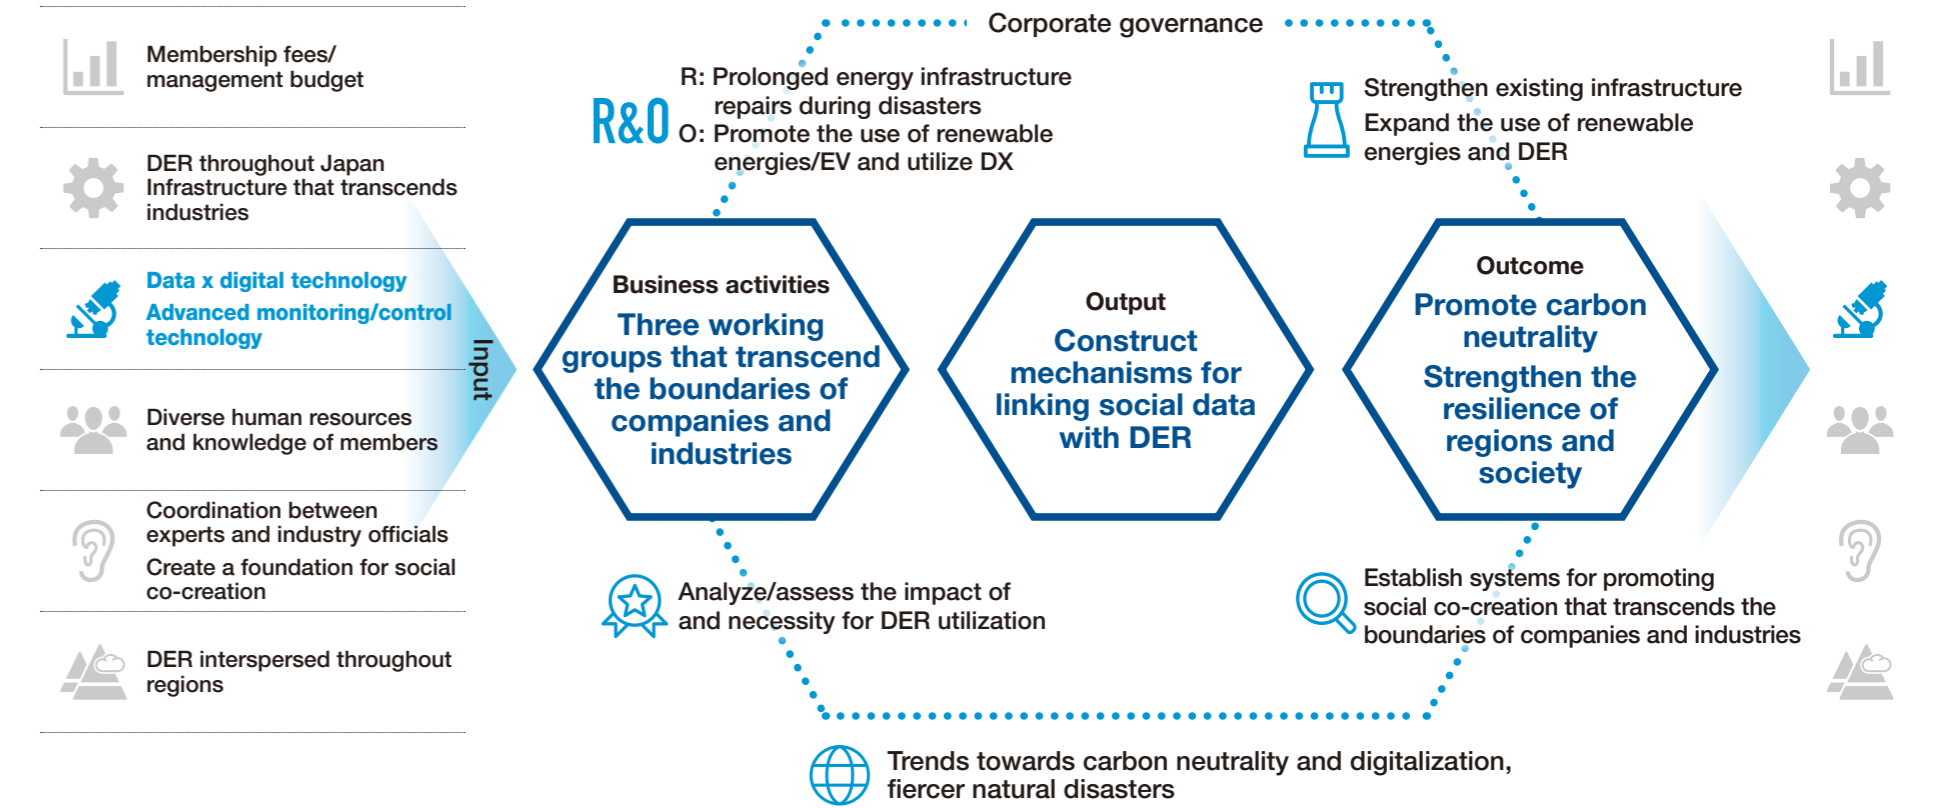 Membership fees/
management budget
DER throughout Japan
Infrastructure that transcends
industries
Data x digital technology
Advanced monitoring/control
technology
Diverse human resources
and knowledge of members
Coordination between
experts and industry officials
Create a foundation for social
co-creation
DER interspersed throughout
regions
Input
Corporate governance
R&O
R: Prolonged energy infrastructure
repairs during disasters
O: Promote the use of renewable
energies/EV and utilize DX
Strengthen existing infrastructure
Expand the use of renewable
energies and DER
Business activities
Three working
groups that transcend
the boundaries of
companies and
industries
Output
Construct
mechanisms for
linking social data
with DER
Outcome
Promote carbon
neutrality
Strengthen the
resilience of
regions and
society
Analyze/assess the impact of
and necessity for DER utilization
Establish systems for promoting
social co-creation that transcends the
boundaries of companies and industries
Trends towards carbon neutrality and digitalization,
fiercer natural disasters